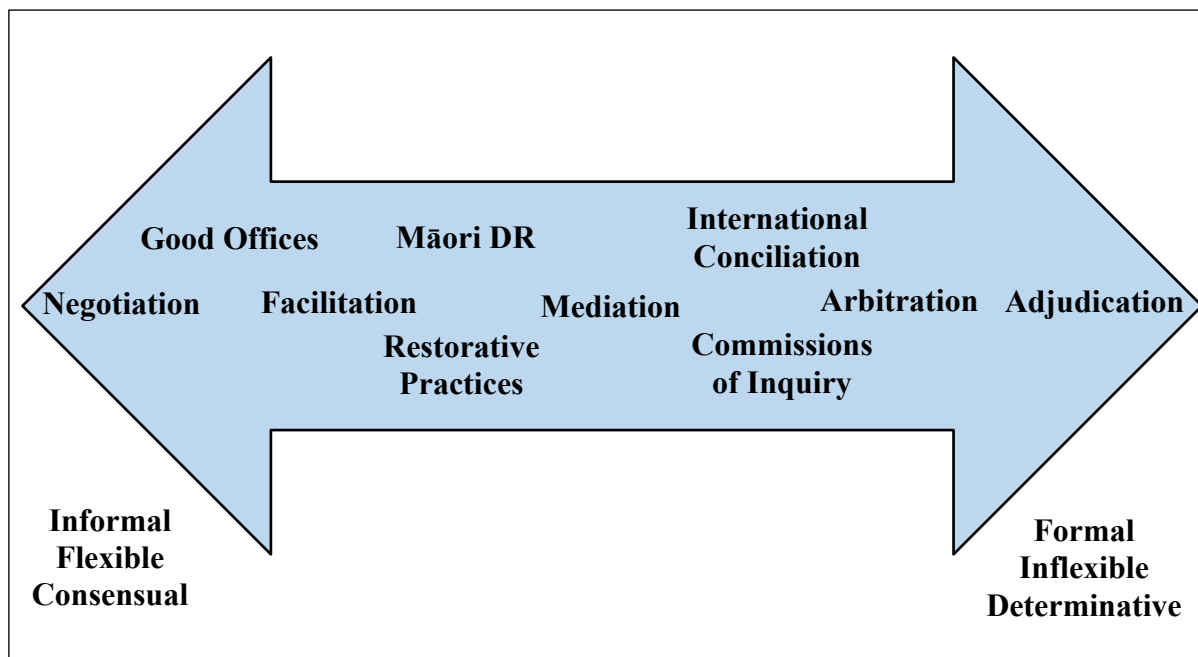 Good Offices
Māori DR
International
Conciliation
Negotiation
Facilitation
Mediation
Arbitration
Adjudication
Restorative
Practices
Commissions
of Inquiry
Informal
Flexible
Consensual
Formal
Inflexible
Determinative